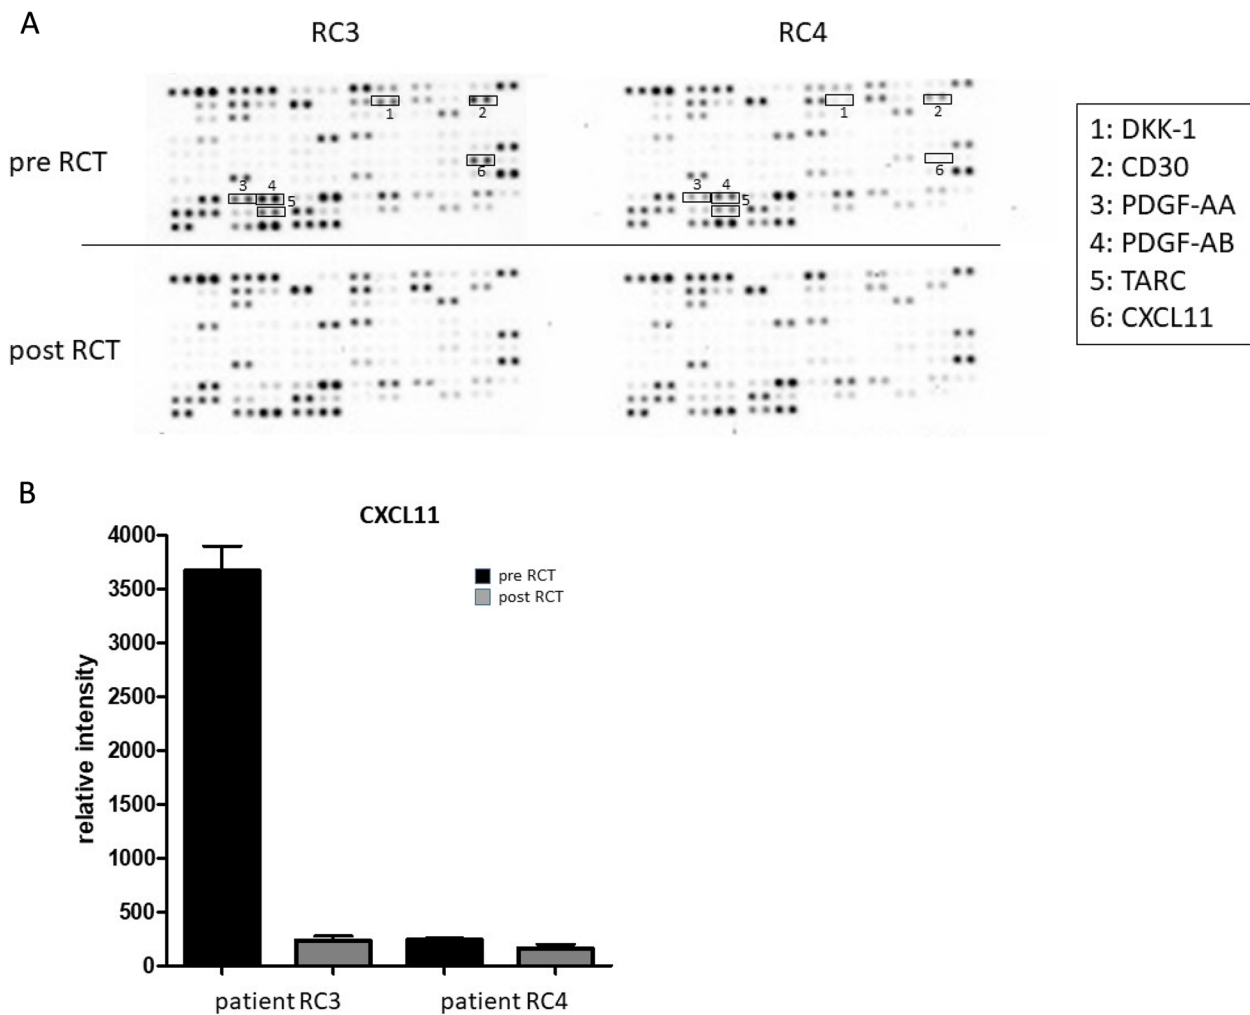 A
RC3
RC4
pre RCT
1
2
3
4
5
6
1
2
3
4
5
6
post RCT
1: DKK-1
2: CD30
3: PDGF-AA
4: PDGF-AB
5: TARC
6: CXCL11
B
CXCL11
pre RCT
post RCT
relative intensity
4000
3500
3000
2500
2000
1500
1000
500
0
patient RC3
patient RC4